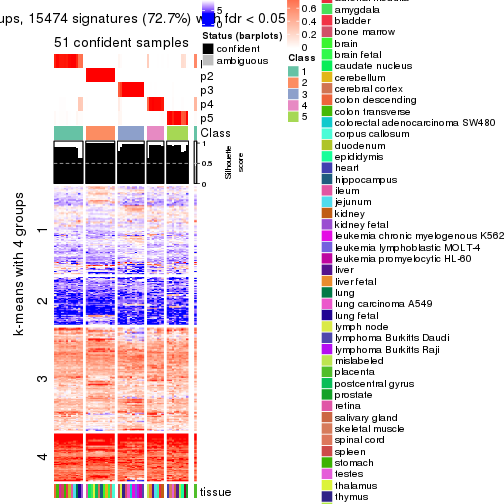 ups, 15474 signatures (72.7%) with fdr < 0.05
51 confident samples
p2
p3
p4
p5
Class
1
0.5
0
Silhouette
score
k-means with 4 groups
1
2
3
4
tissue
5
0
Status (barplots)
confident
ambiguous
0.6
0.4
0.2
0
Class
1
2
3
4
5
amygdala
bladder
bone marrow
brain
brain fetal
caudate nucleus
cerebellum
cerebral cortex
colon descending
colon transverse
colorectal adenocarcinoma SW480
corpus callosum
duodenum
epididymis
heart
hippocampus
ileum
jejunum
kidney
kidney fetal
leukemia chronic myelogenous K562
leukemia lymphoblastic MOLT-4
leukemia promyelocytic HL-60
liver
liver fetal
lung
lung carcinoma A549
lung fetal
lymph node
lymphoma Burkitts Daudi
lymphoma Burkitts Raji
mislabeled
placenta
postcentral gyrus
prostate
retina
salivary gland
skeletal muscle
spinal cord
spleen
stomach
testes
thalamus
thymus